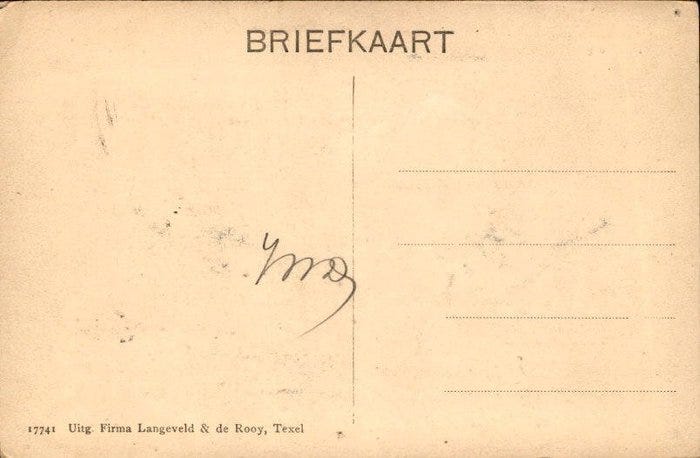 BRIEFKAART
17741 Uitg. Firma Langeveld & de Rooy, Texel